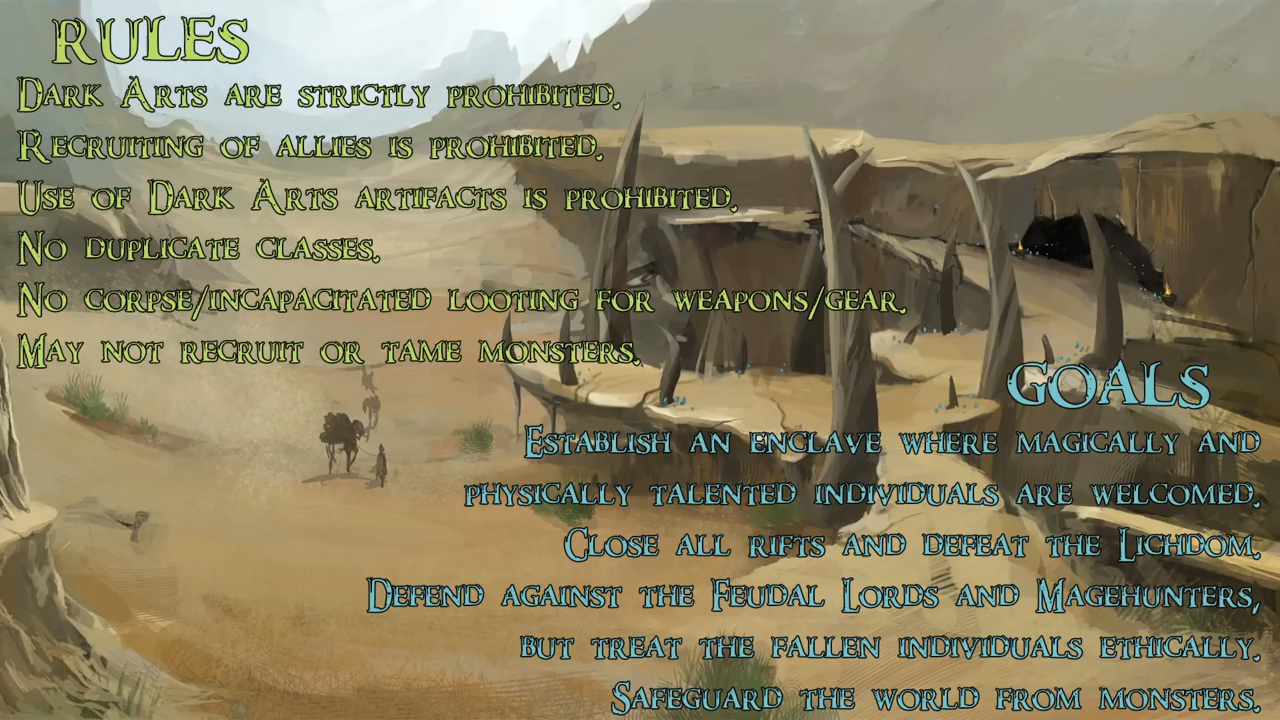 RULES
DARK ARTS ARE STRICTLY PROHIBITED.
RECRUITING OF ALLIES IS PROHIBITED.
USE OF DARK ARTS ARTIFACTS IS PROHIBITED.
NO DUPLICATE CLASSES.
NO CORPSE/INCAPACITATED LOOTING FOR WEAPONS/GEAR.
MAY NOT RECRUIT OR TAME MONSTERS.
GOALS
ESTABLISH AN ENCLAVE WHERE MAGICALLY AND
PHYSICALLY TALENTED INDIVIDUALS ARE WELCOMED.
CLOSE ALL RIFTS AND DEFEAT THE LICHDOM.
DEFEND AGAINST THE FEUDAL LORDS AND MAGEHUNTERS,
BUT TREAT THE FALLEN INDIVIDUALS ETHICALLY.
SAFEGUARD THE WORLD FROM MONSTERS.